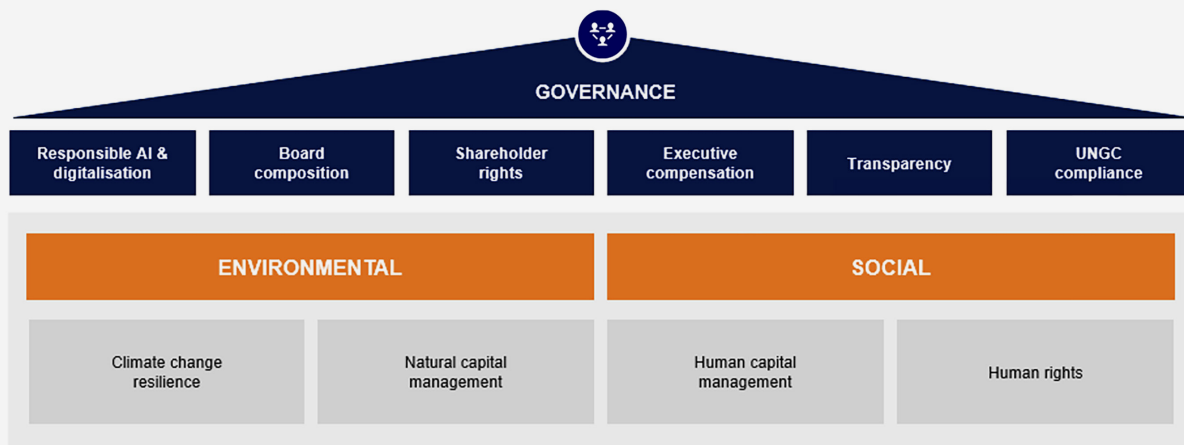 GOVERNANCE
Responsible AI &
digitalisation
Board
composition
Shareholder
rights
Executive
compensation
Transparency
UNGC
compliance
ENVIRONMENTAL
SOCIAL
Climate change
resilience
Natural capital
management
Human capital
management
Human rights